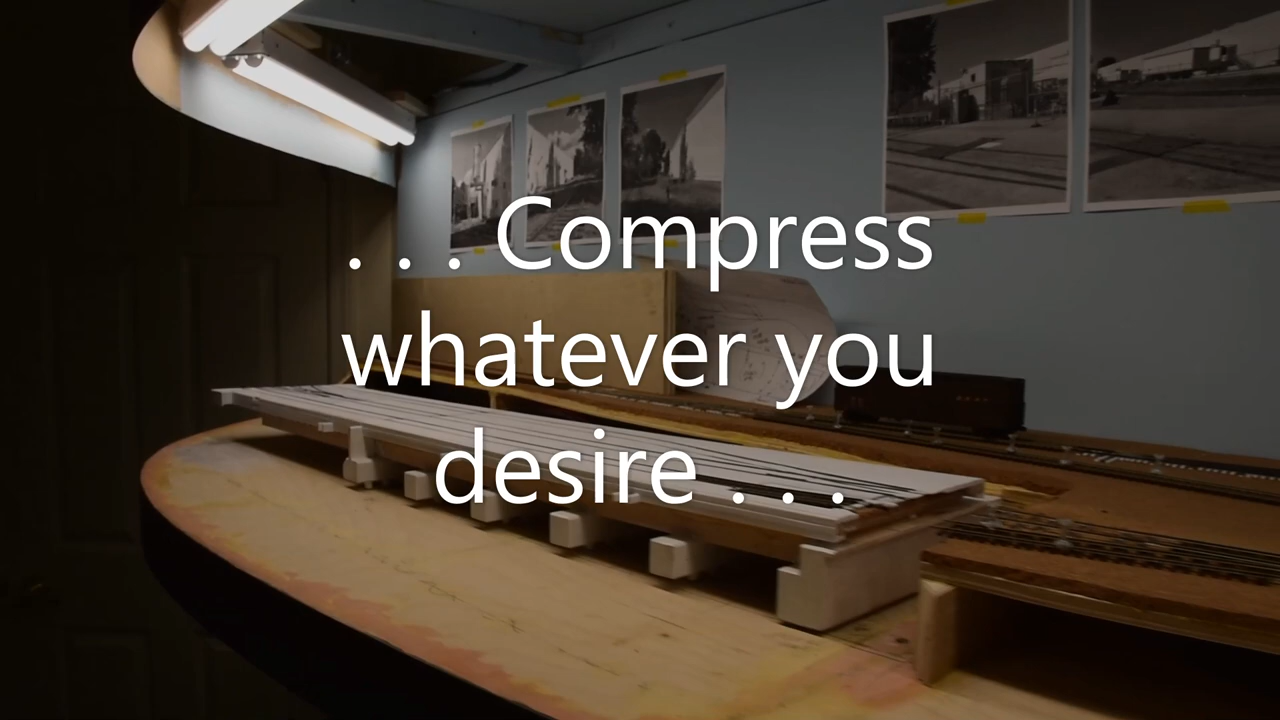 . . . Compress
whatever you
desire . . .